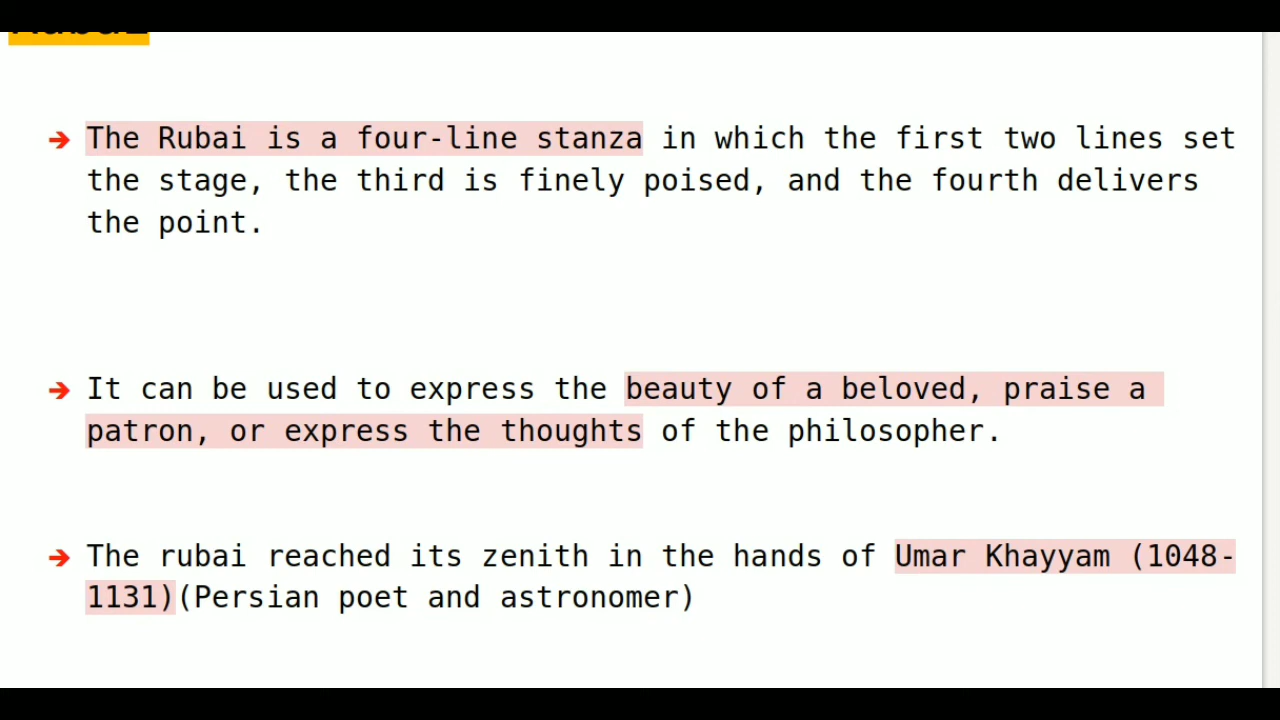 ➔ The Rubai is a four-line stanza in which the first two lines set
the stage, the third is finely poised, and the fourth delivers
the point.
➔ It can be used to express the beauty of a beloved, praise a
patron, or express the thoughts of the philosopher.
➔ The rubai reached its zenith in the hands of Umar Khayyam (1048-
1131)(Persian poet and astronomer)